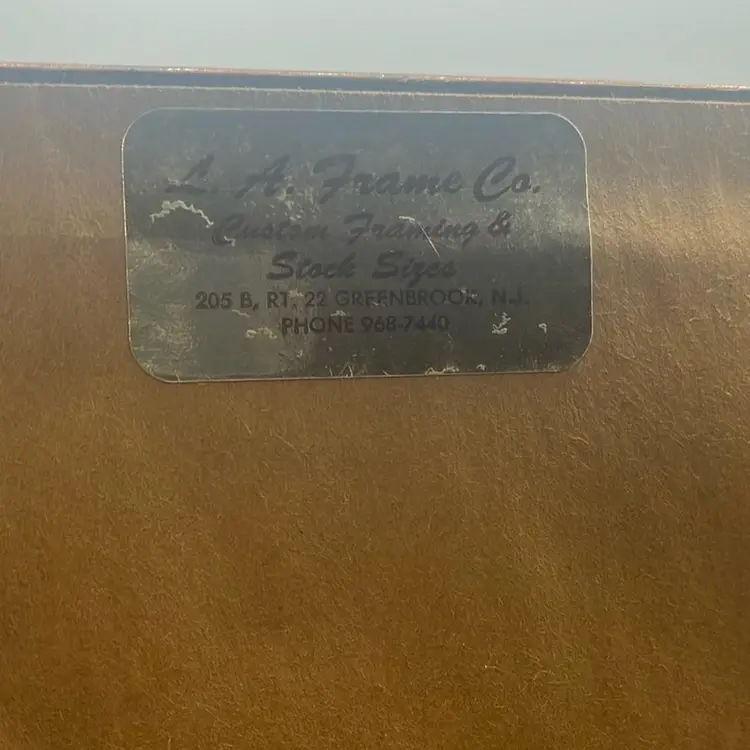 L. A. Frame Co.
Custom Framing &
Stock Sizes
205 B, RT. 22 GREENBROOK, N.J.
PHONE 968-7440